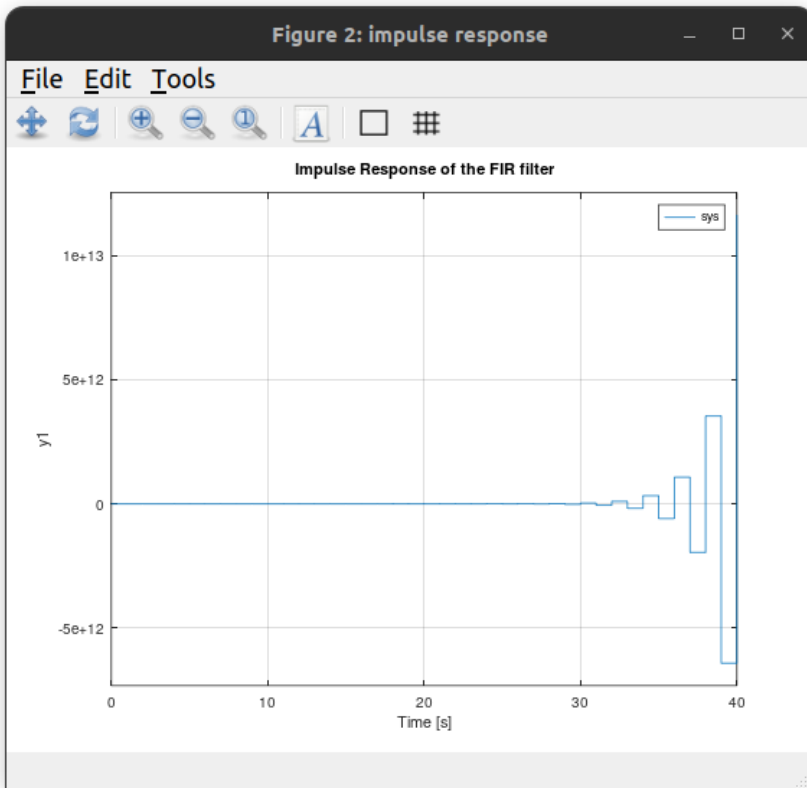 Figure 2: impulse response
File Edit Tools
1
A
Impulse Response of the FIR filter
sys
1e+13
5e+12
y1
0
-5e+12
0 10 20 30 40
Time [s]